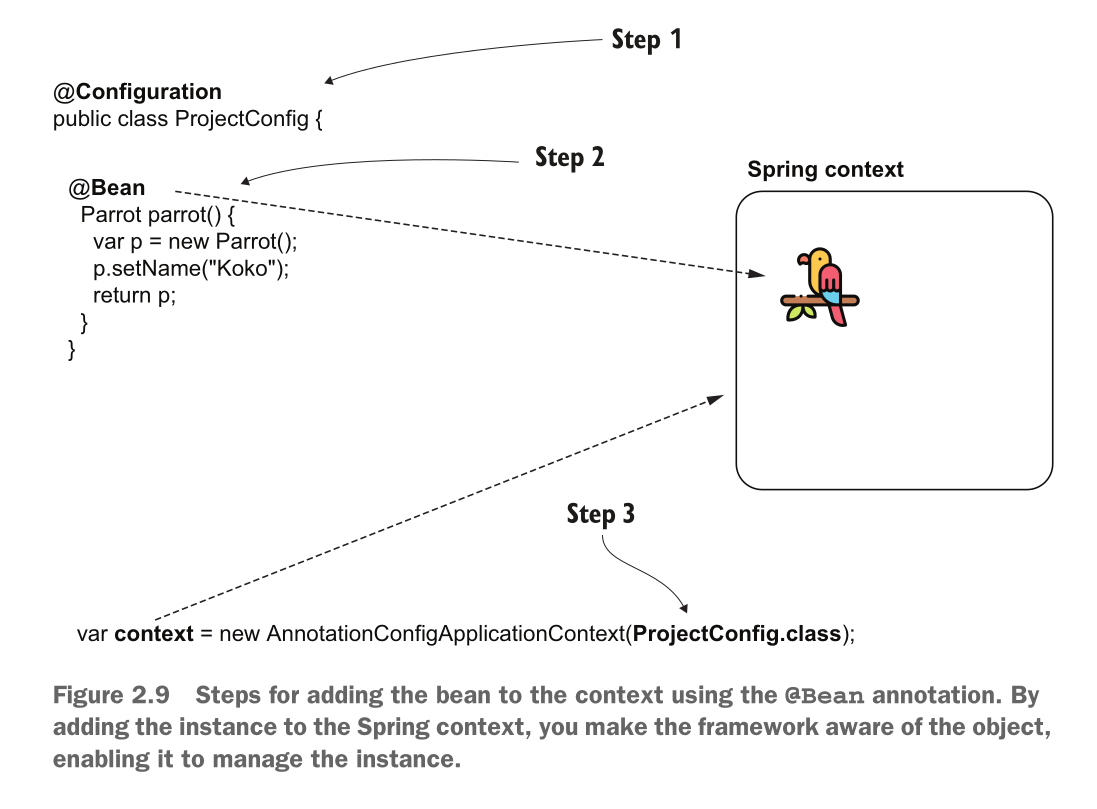 Step 1
@Configuration
public class ProjectConfig {
Step 2
@Bean
Parrot parrot() {
var p = new Parrot();
p.setName("Koko");
return p;
}
}
Spring context
Step 3
var context = new AnnotationConfigApplicationContext(ProjectConfig.class);
Figure 2.9 Steps for adding the bean to the context using the @Bean annotation. By
adding the instance to the Spring context, you make the framework aware of the object,
enabling it to manage the instance.